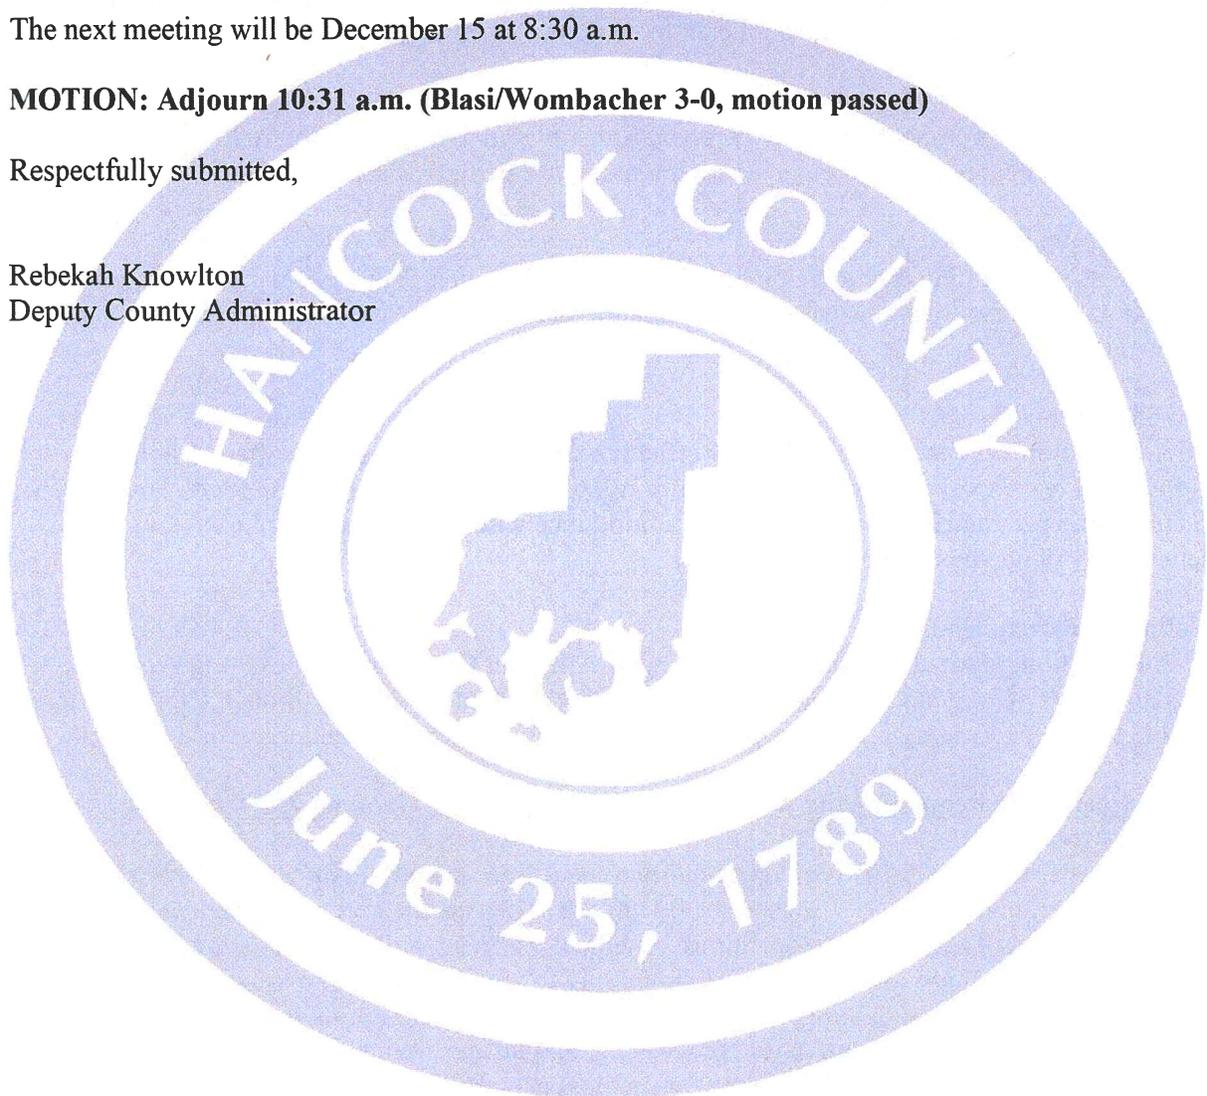 The next meeting will be December 15 at 8:30 a.m.
MOTION: Adjourn 10:31 a.m. (Blasi/Wombacher 3-0, motion passed)
Respectfully submitted,
Rebekah Knowlton
Deputy County Administrator
HANCOCK COUNTY
June 25, 1789